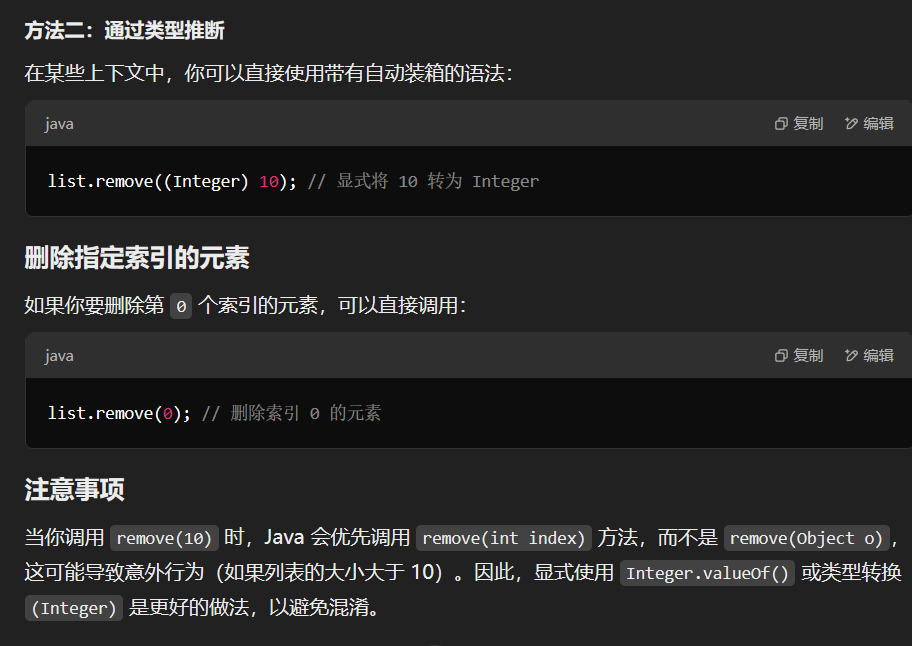 方法二：通过类型推断
在某些上下文中，你可以直接使用带有自动装箱的语法：
java 复制 编辑
list.remove((Integer) 10); // 显式将 10 转为 Integer
删除指定索引的元素
如果你要删除第 0 个索引的元素，可以直接调用：
java 复制 编辑
list.remove(0); // 删除索引 0 的元素
注意事项
当你调用 remove(10) 时，Java 会优先调用 remove(int index) 方法，而不是 remove(Object o)，
这可能导致意外行为（如果列表的大小大于 10）。因此，显式使用 Integer.valueOf() 或类型转换
(Integer) 是更好的做法，以避免混淆。